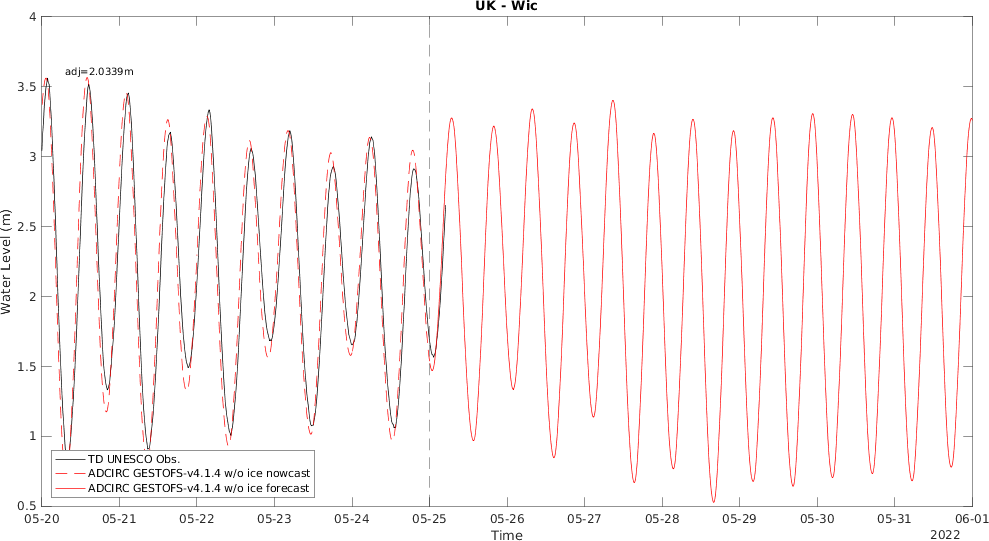 UK - Wic
adj=2.0339m
Water Level (m)
4
3.5
3
2.5
2
1.5
1
0.5
TD UNESCO Obs.
ADCIRC GESTOFS-v4.1.4 w/o ice nowcast
ADCIRC GESTOFS-v4.1.4 w/o ice forecast
05-20 05-21 05-22 05-23 05-24 05-25 05-26 05-27 05-28 05-29 05-30 05-31 06-01
Time
2022